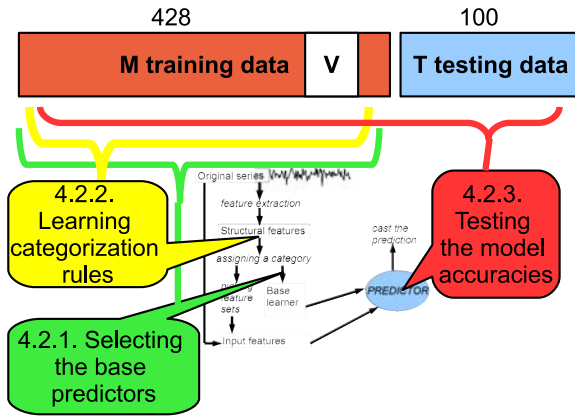 428
100
M training data
V
T testing data
Original series
feature extraction
Structural features
assigning a category
feature
sets
Base
learner
Input features
cast the
prediction
PREDICTOR
4.2.2.
Learning
categorization
rules
4.2.3.
Testing
the model
accuracies
4.2.1. Selecting
the base
predictors